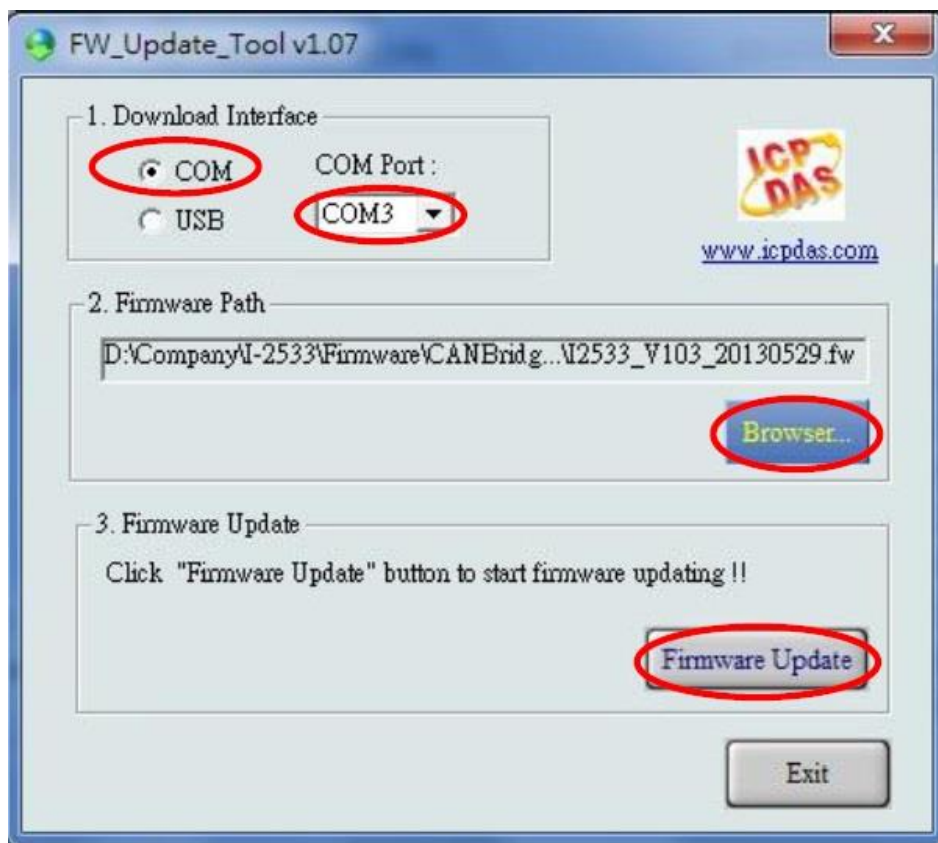 FW_Update_Tool v1.07
1. Download Interface
COM
COM Port :
USB
COM3
ICP
DAS
www.icpdas.com
2. Firmware Path
D:\Company\I-2533\Firmware\CANBridg...\I2533_V103_20130529.fw
Browser...
3. Firmware Update
Click "Firmware Update" button to start firmware updating !!
Firmware Update
Exit